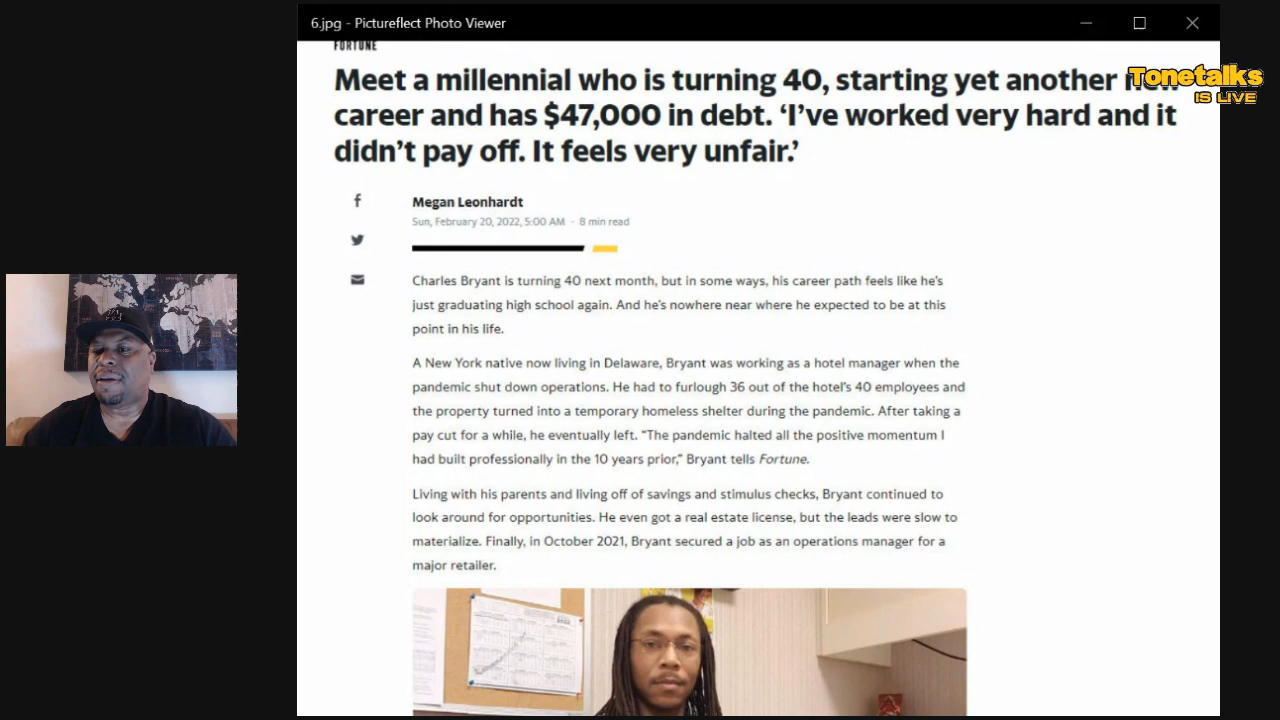 6.jpg - Pictureflect Photo Viewer
FORTUNE
Meet a millennial who is turning 40, starting yet another
career and has $47,000 in debt. ‘I’ve worked very hard and it
didn’t pay off. It feels very unfair.’
Tonetalks
IS LIVE
Megan Leonhardt
Sun, February 20, 2022, 5:00 AM · 8 min read
Charles Bryant is turning 40 next month, but in some ways, his career path feels like he’s
just graduating high school again. And he’s nowhere near where he expected to be at this
point in his life.
A New York native now living in Delaware, Bryant was working as a hotel manager when the
pandemic shut down operations. He had to furlough 36 out of the hotel’s 40 employees and
the property turned into a temporary homeless shelter during the pandemic. After taking a
pay cut for a while, he eventually left. “The pandemic halted all the positive momentum I
had built professionally in the 10 years prior,” Bryant tells Fortune.
Living with his parents and living off of savings and stimulus checks, Bryant continued to
look around for opportunities. He even got a real estate license, but the leads were slow to
materialize. Finally, in October 2021, Bryant secured a job as an operations manager for a
major retailer.